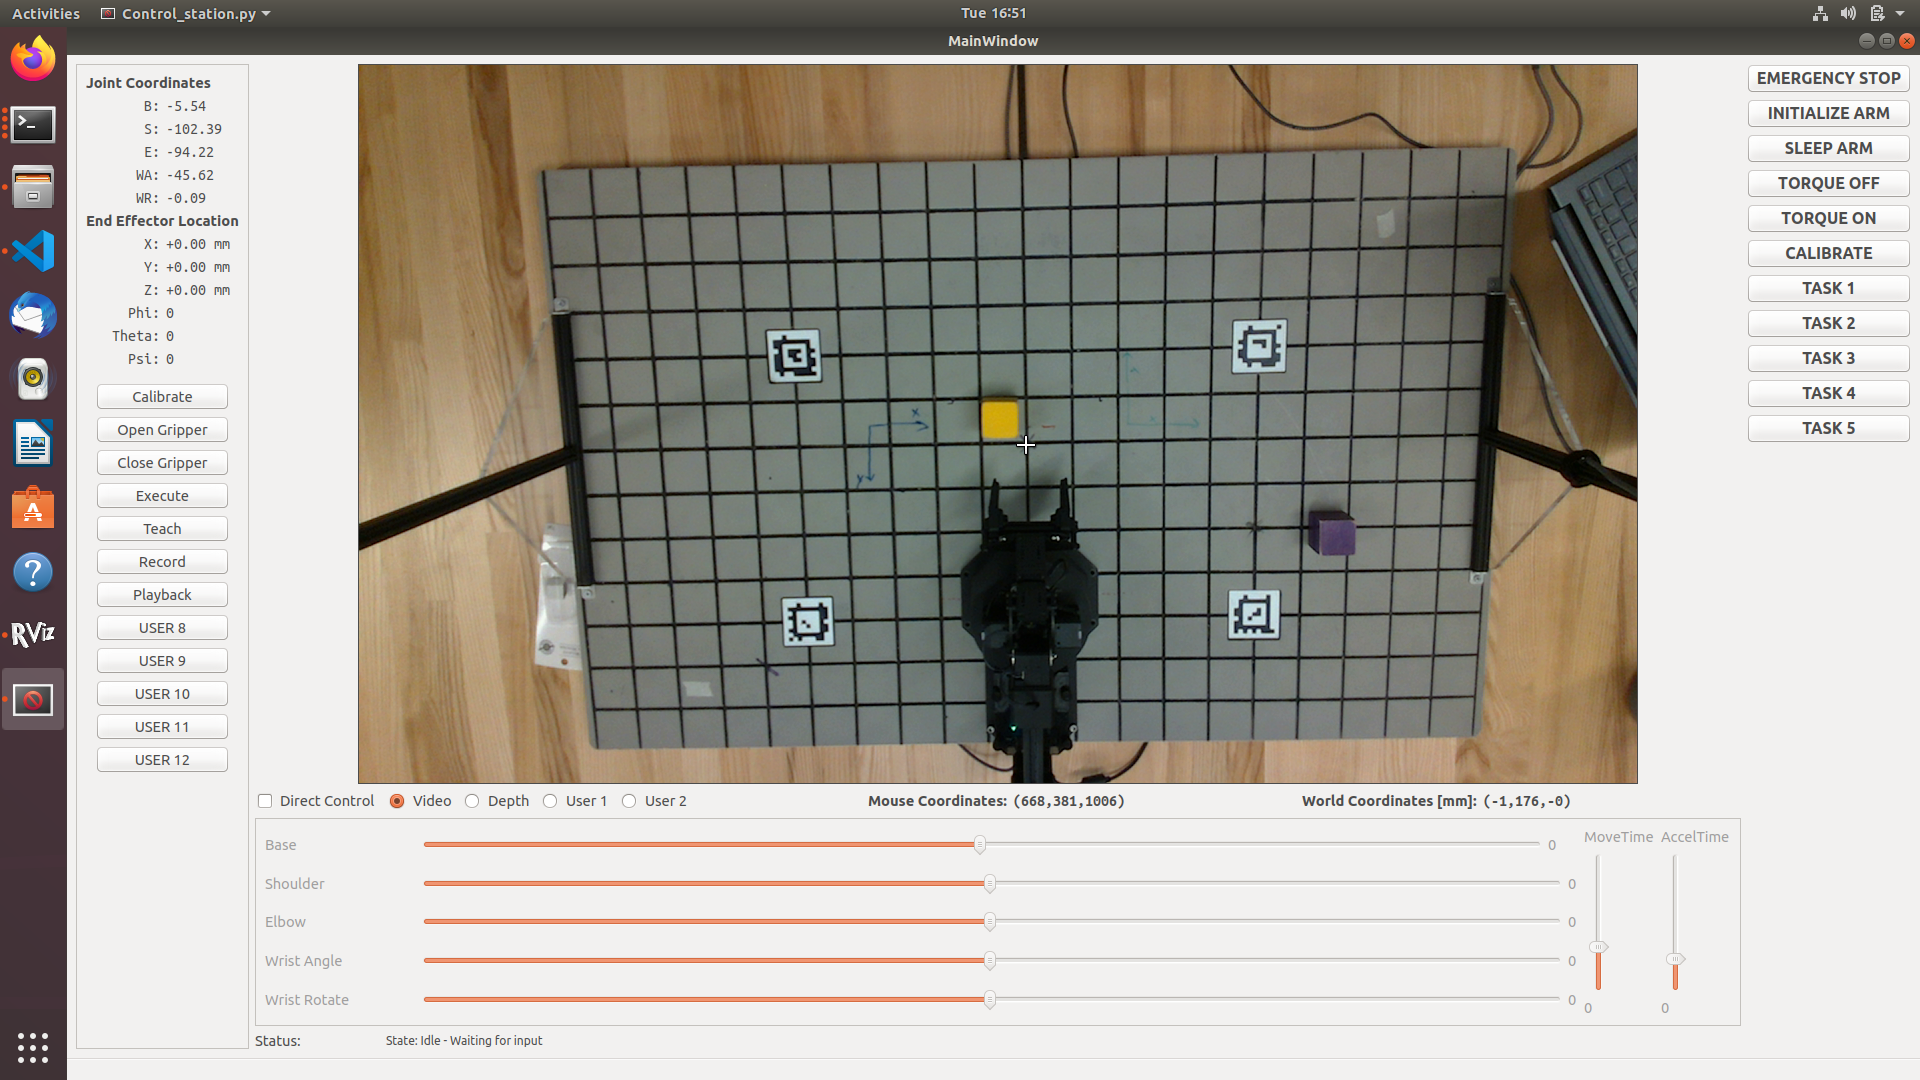 Activities
Control_station.py
Tue 16:51
MainWindow
Joint Coordinates
B: -5.54
S: -102.39
E: -94.22
WA: -45.62
WR: -0.09
End Effector Location
X: +0.00 mm
Y: +0.00 mm
Z: +0.00 mm
Phi: 0
Theta: 0
Psi: 0
Calibrate
Open Gripper
Close Gripper
Execute
Teach
Record
Playback
USER 8
USER 9
USER 10
USER 11
USER 12
RViz
x
y
EMERGENCY STOP
INITIALIZE ARM
SLEEP ARM
TORQUE OFF
TORQUE ON
CALIBRATE
TASK 1
TASK 2
TASK 3
TASK 4
TASK 5
Direct Control
Video
Depth
User 1
User 2
Mouse Coordinates: (668,381,1006)
World Coordinates [mm]: (-1,176,-0)
Base 0
Shoulder 0
Elbow 0
Wrist Angle 0
Wrist Rotate 0
MoveTime AccelTime
0 0
Status: State: Idle - Waiting for input